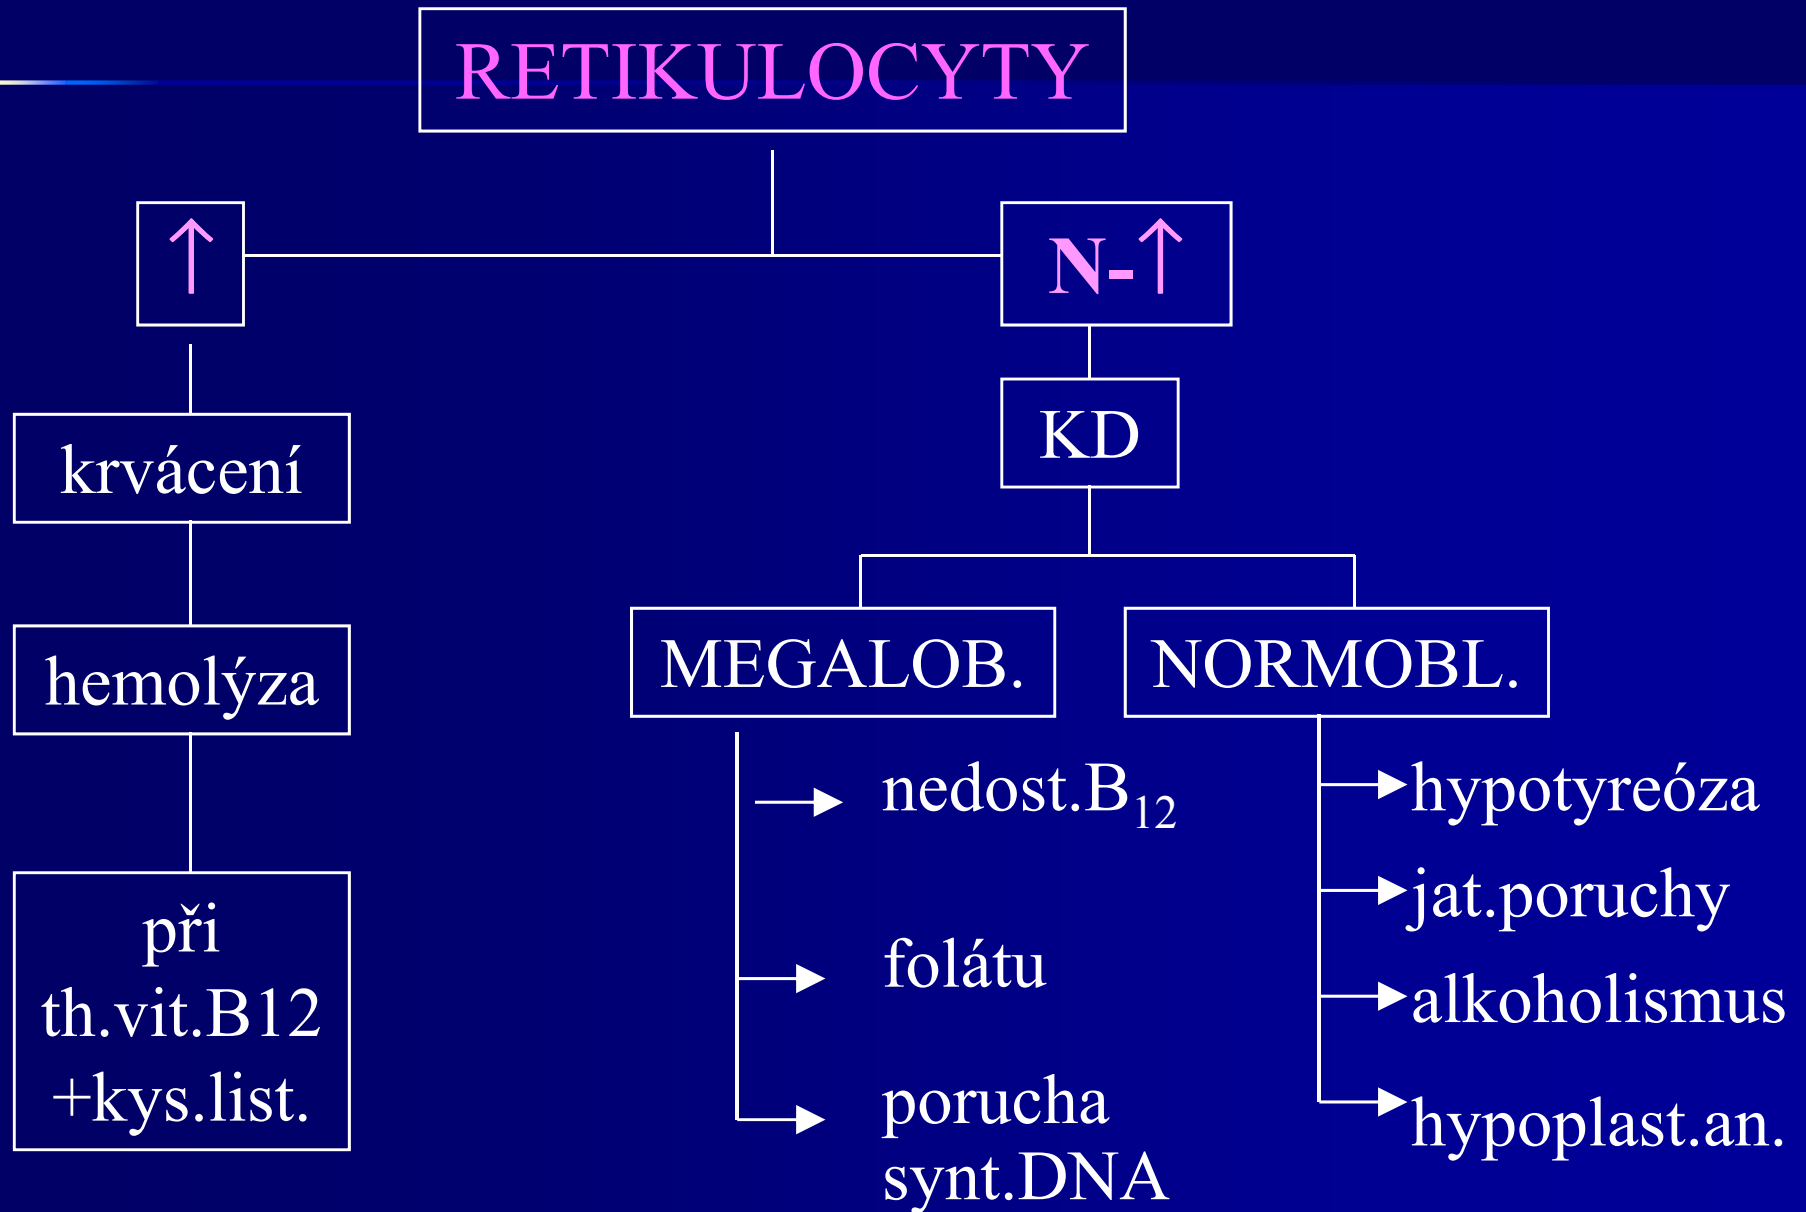 RETIKULOCYTY
↑
N-↑
krvácení
KD
hemolýza
MEGALOB.
NORMOBL.
při
th.vit.B12
+kys.list.
nedost.B₁₂
folátu
porucha
synt.DNA
hypotyreóza
jat.poruchy
alkoholismus
hypoplast.an.